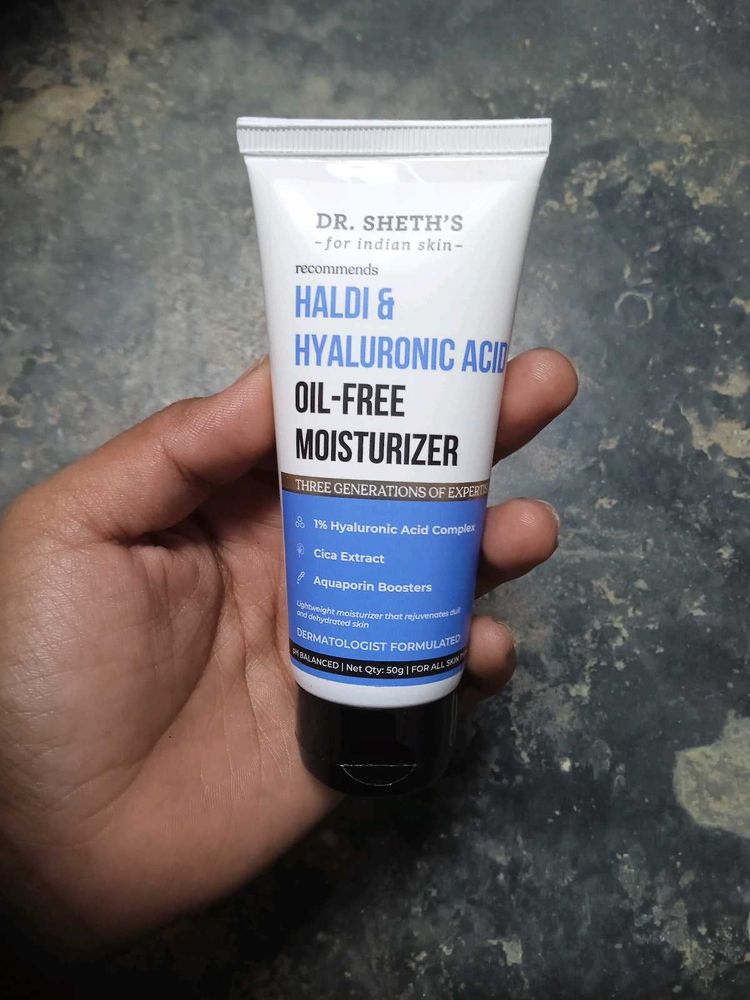 DR. SHETH'S
-for indian skin-
recommends
HALDI &
HYALURONIC ACID
OIL-FREE
MOISTURIZER
THREE GENERATIONS OF
1% Hyaluronic Acid Complex
Cica Extract
Aquaporin Boosters
Lightweight moisturizer that rejuvenates dull
and dehydrated skin
DERMATOLOGIST FORMULATED
pH BALANCED | Net Qty: 50g | FOR ALL SKIN